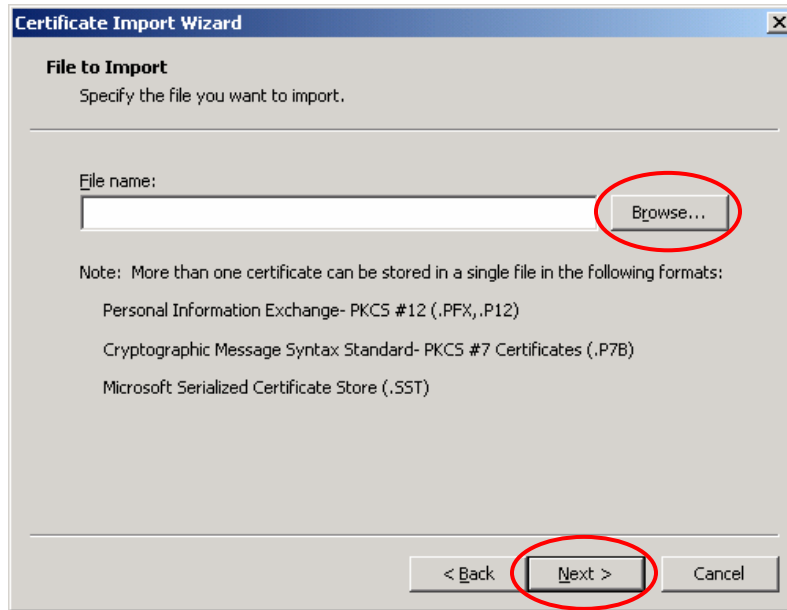 Certificate Import Wizard
File to Import
Specify the file you want to import.
File name:
Browse...
Note: More than one certificate can be stored in a single file in the following formats:
Personal Information Exchange- PKCS #12 (.PFX,.P12)
Cryptographic Message Syntax Standard- PKCS #7 Certificates (.P7B)
Microsoft Serialized Certificate Store (.SST)
< Back Next > Cancel